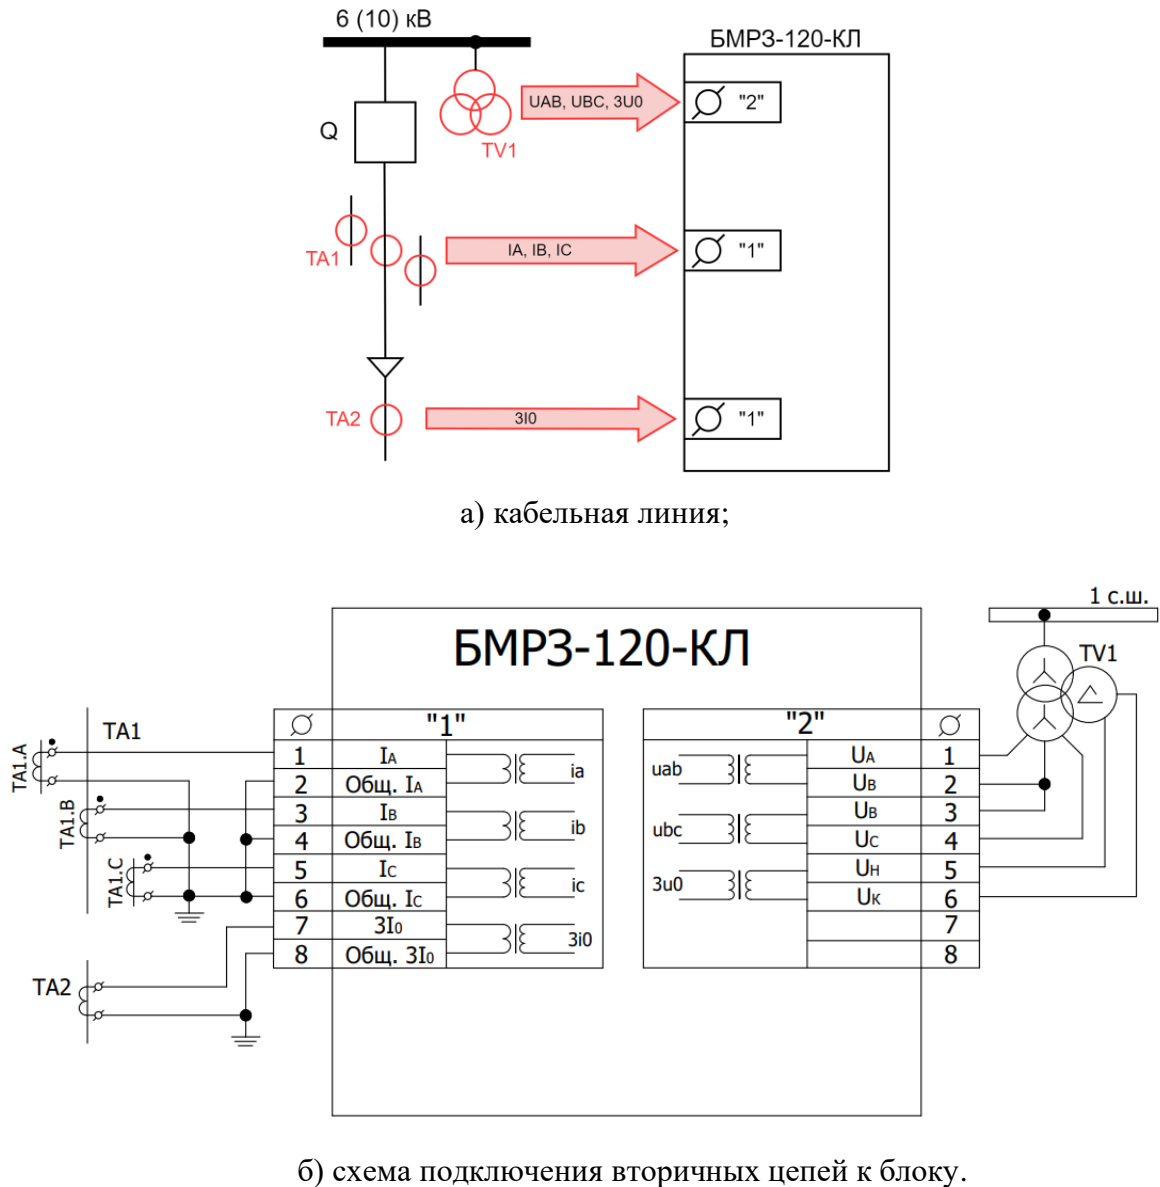 6 (10) кВ
БМРЗ-120-КЛ
UAB, UBC, 3U0
"2"
Q
TV1
TA1
IA, IB, IC
"1"
TA2
3I0
"1"
а) кабельная линия;
1 с.ш.
БМРЗ-120-КЛ
TV1
TA1
"1"
"2"
TA1.A
1 IA ia
2 Общ. IA
TA1.B
3 IB ib
4 Общ. IB
TA1.C
5 IC ic
6 Общ. IC
7 3I0 3i0
8 Общ. 3I0
TA2
uab UA 1
UB 2
ubc UB 3
UC 4
3u0 UН 5
UК 6
7
8
б) схема подключения вторичных цепей к блоку.